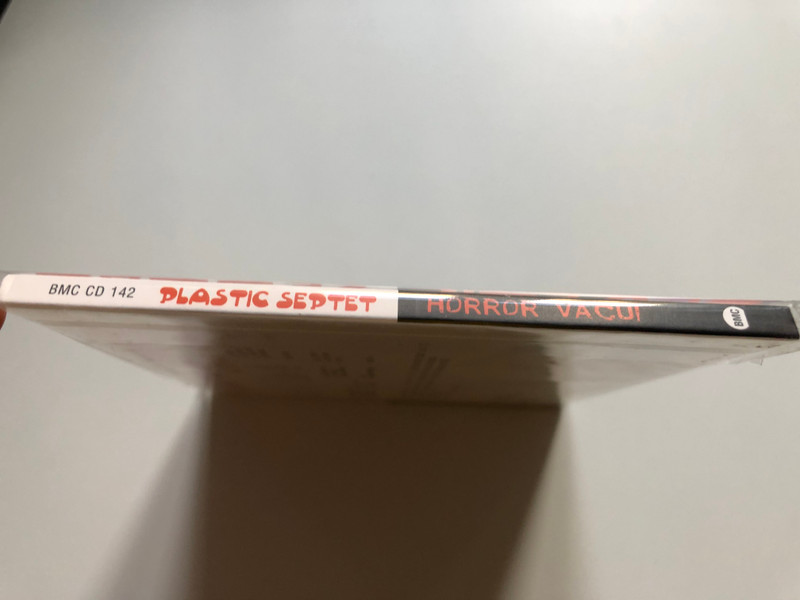 BMC CD 142 PLASTIC SEPTET HORROR VACUI BMC